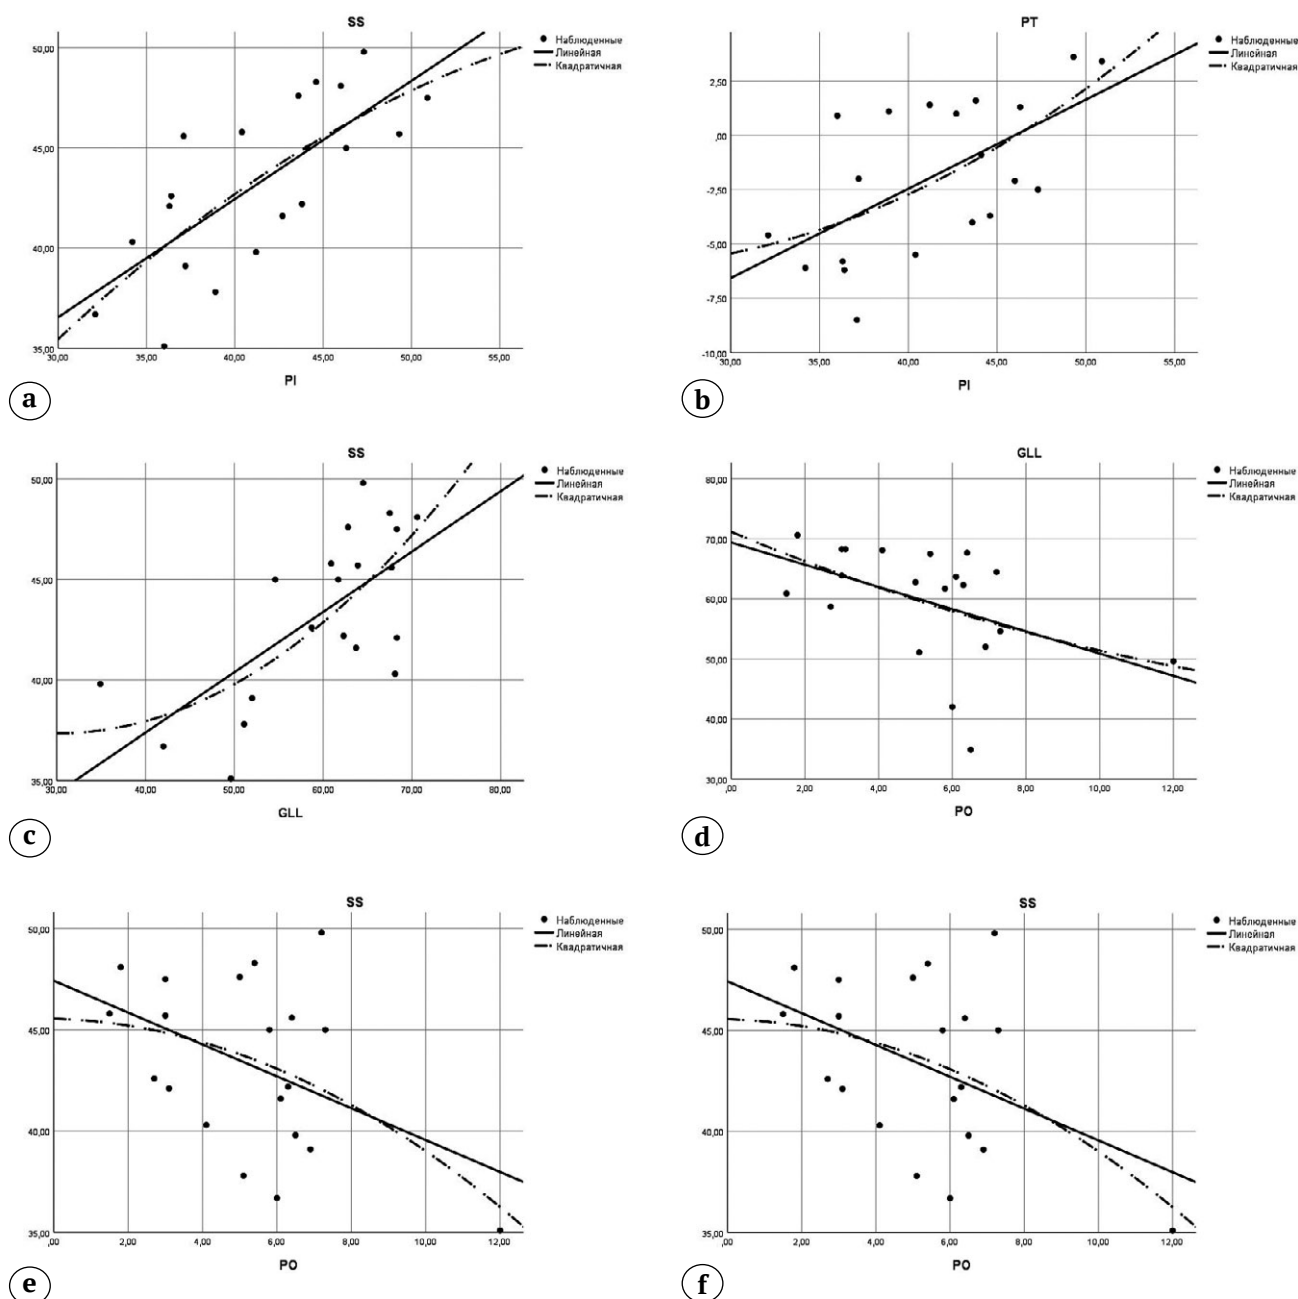 SS
Наблюденные
Линейная
Квадратичная
50,00
45,00
40,00
35,00
30,00 35,00 40,00 45,00 50,00 55,00
PI
a
PT
Наблюденные
Линейная
Квадратичная
2,50
,00
-2,50
-5,00
-7,50
-10,00
30,00 35,00 40,00 45,00 50,00 55,00
PI
b
SS
Наблюденные
Линейная
Квадратичная
50,00
45,00
40,00
35,00
30,00 40,00 50,00 60,00 70,00 80,00
GLL
c
GLL
Наблюденные
Линейная
Квадратичная
80,00
70,00
60,00
50,00
40,00
30,00
,00 2,00 4,00 6,00 8,00 10,00 12,00
PO
d
SS
Наблюденные
Линейная
Квадратичная
50,00
45,00
40,00
35,00
,00 2,00 4,00 6,00 8,00 10,00 12,00
PO
e
SS
Наблюденные
Линейная
Квадратичная
50,00
45,00
40,00
35,00
,00 2,00 4,00 6,00 8,00 10,00 12,00
PO
f